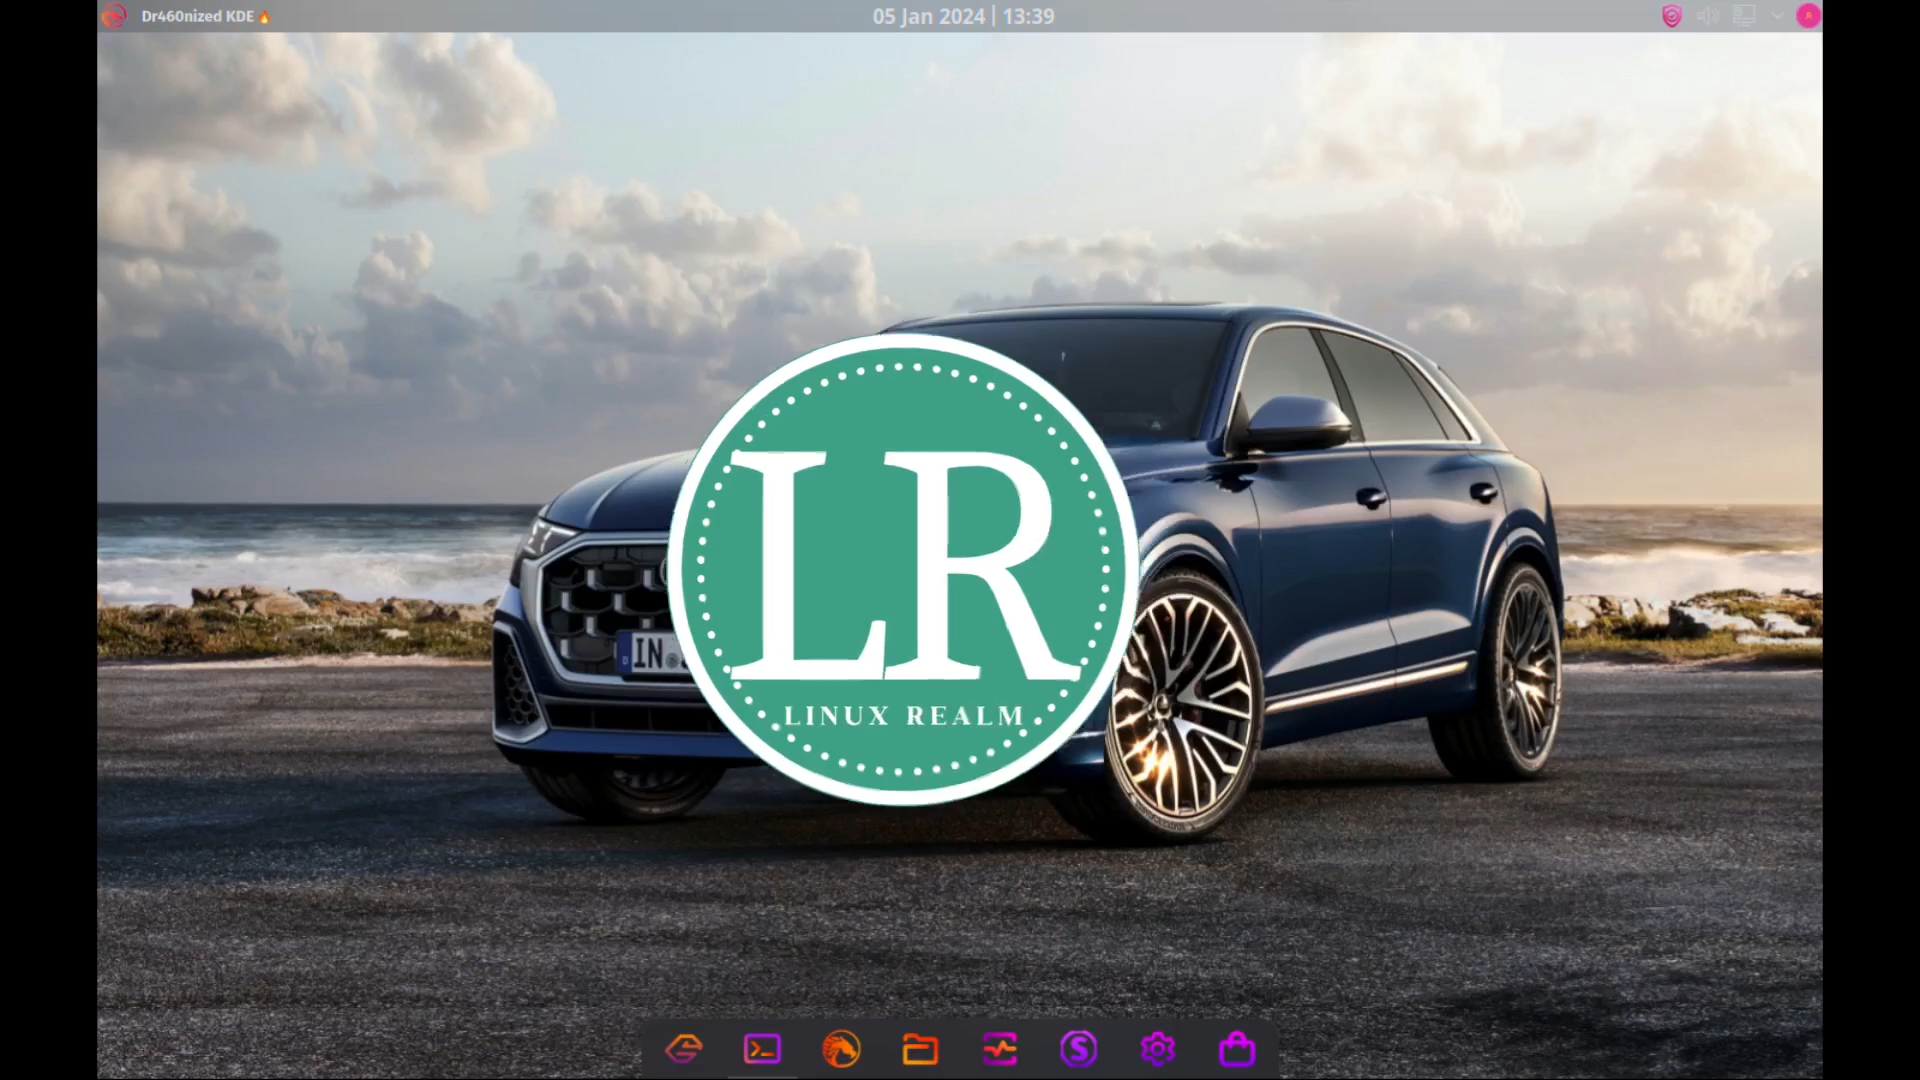 Dr460nized KDE🔥
05 Jan 2024 | 13:39
LR
IN
LINUX REALM